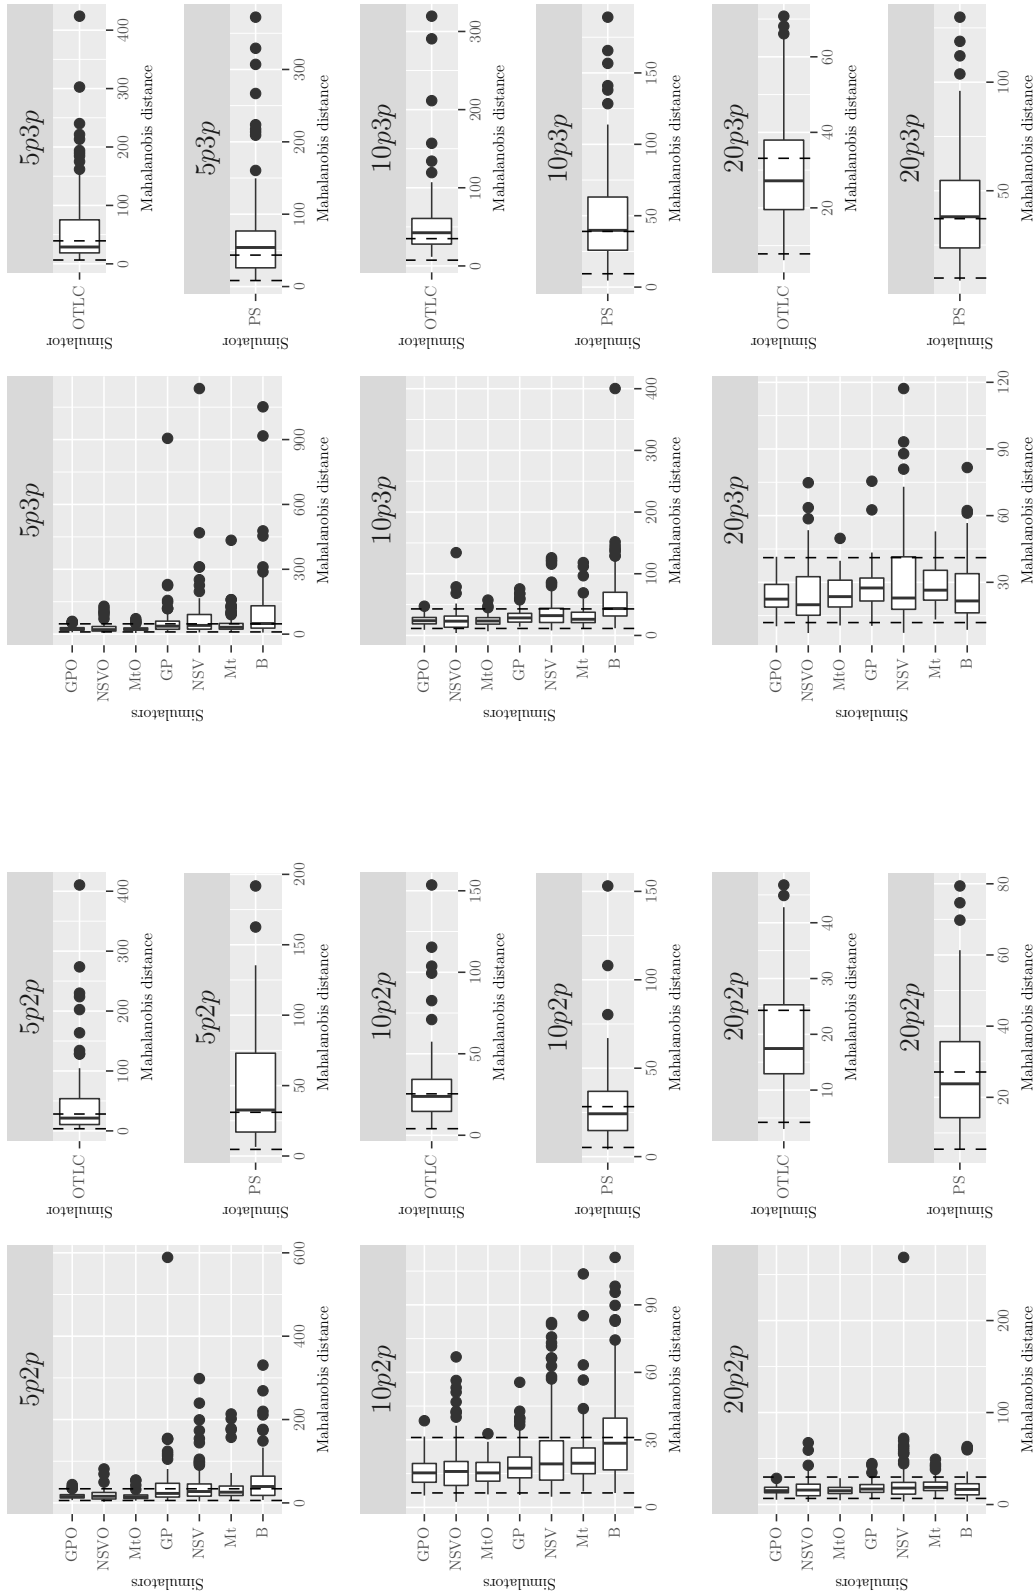 5p2p
GPO
NSVO
MtO
GP
NSV
Mt
B
Simulators
0 200 400 600
Mahalanobis distance
5p2p
OTLC
Simulator
0 100 200 300 400
Mahalanobis distance
5p2p
PS
Simulator
0 50 100 150 200
Mahalanobis distance
5p3p
GPO
NSVO
MtO
GP
NSV
Mt
B
Simulators
0 300 600 900
Mahalanobis distance
5p3p
OTLC
Simulator
0 100 200 300 400
Mahalanobis distance
5p3p
PS
Simulator
0 100 200 300
Mahalanobis distance
10p2p
GPO
NSVO
MtO
GP
NSV
Mt
B
Simulators
0 30 60 90
Mahalanobis distance
10p2p
OTLC
Simulator
0 50 100 150
Mahalanobis distance
10p2p
PS
Simulator
0 50 100 150
Mahalanobis distance
10p3p
GPO
NSVO
MtO
GP
NSV
Mt
B
Simulators
0 100 200 300 400
Mahalanobis distance
10p3p
OTLC
Simulator
0 100 200 300
Mahalanobis distance
10p3p
PS
Simulator
0 50 100 150
Mahalanobis distance
20p2p
GPO
NSVO
MtO
GP
NSV
Mt
B
Simulators
0 100 200
Mahalanobis distance
20p2p
OTLC
Simulator
10 20 30 40
Mahalanobis distance
20p2p
PS
Simulator
20 40 60 80
Mahalanobis distance
20p3p
GPO
NSVO
MtO
GP
NSV
Mt
B
Simulators
30 60 90 120
Mahalanobis distance
20p3p
OTLC
Simulator
20 40 60
Mahalanobis distance
20p3p
PS
Simulator
50 100
Mahalanobis distance